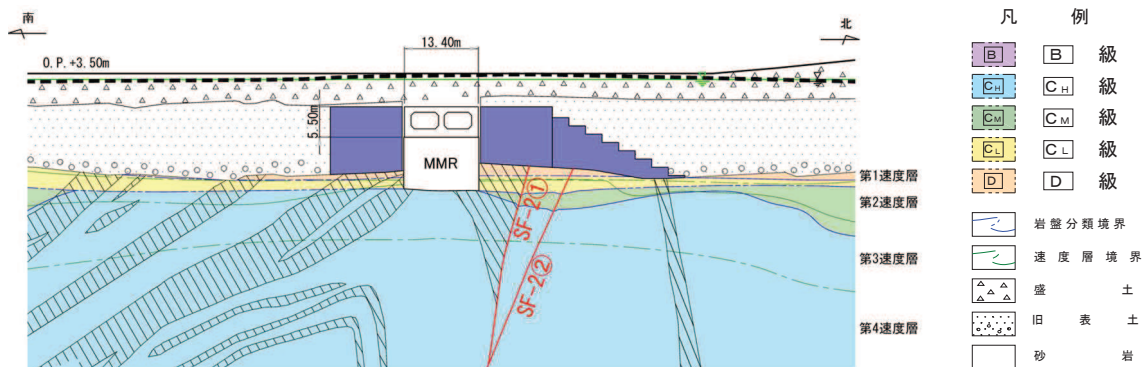 南
北
13.40m
O.P.+3.50m
5.50m
MMR
SF-2①
SF-2②
第1速度層
第2速度層
第3速度層
第4速度層
凡 例
B B 級
CH CH 級
CM CM 級
CL CL 級
D D 級
岩盤分類境界
速度層境界
盛土
旧表土
砂岩